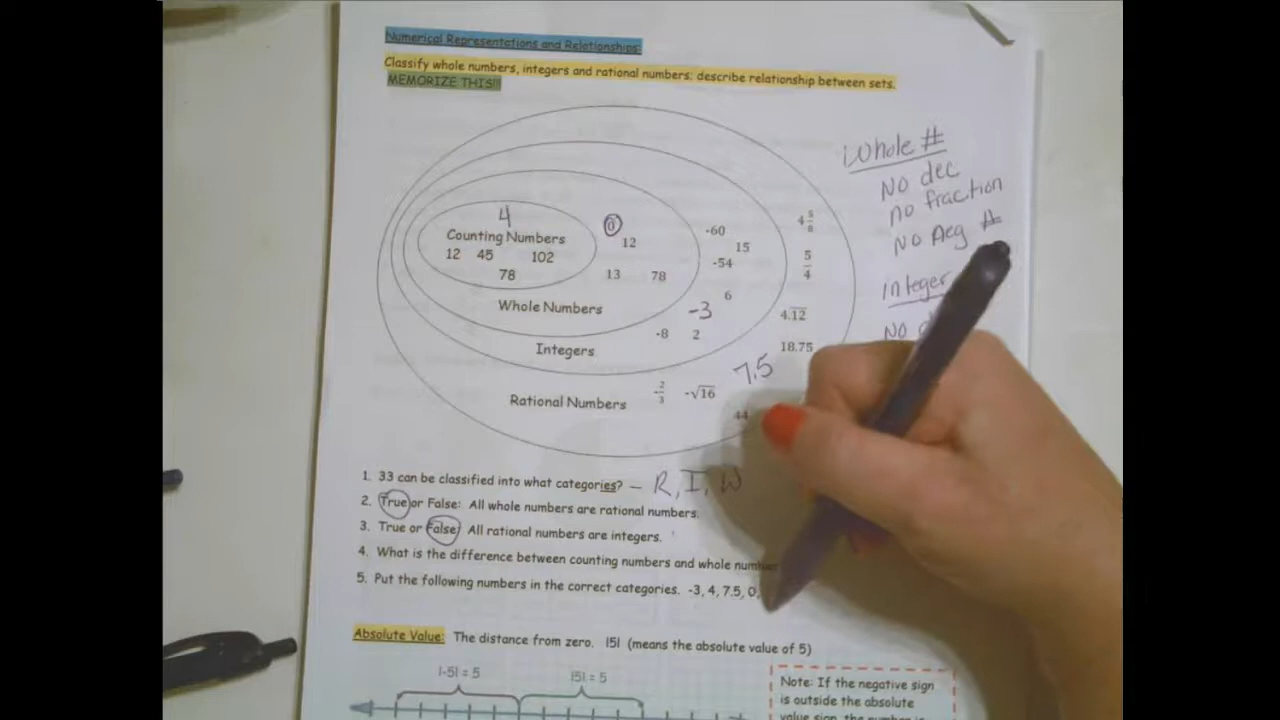 Numerical Representations and Relationships:
Classify whole numbers, integers and rational numbers; describe relationship between sets.
MEMORIZE THIS!!!
Whole #
No dec
no fraction
No neg #
Integer
No
4
Counting Numbers
12 45 102
78
0
12
13 78
Whole Numbers
-60
15
-54
6
-3
-8 2
Integers
5/4
4.12
18.75
7.5
-2/3 -√16
44
Rational Numbers
1. 33 can be classified into what categories? – R, I, W
2. True or False: All whole numbers are rational numbers.
3. True or False: All rational numbers are integers.
4. What is the difference between counting numbers and whole
5. Put the following numbers in the correct categories. -3, 4, 7.5, 0,
Absolute Value: The distance from zero. |5| (means the absolute value of 5)
|-5| = 5 |5| = 5
Note: If the negative sign
is outside the absolute
value sign, the number is